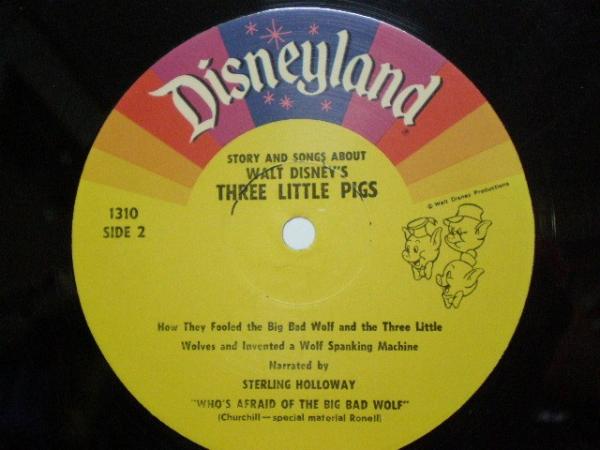 Disneyland
®
STORY AND SONGS ABOUT
WALT DISNEY'S
THREE LITTLE PIGS
© Walt Disney Productions
1310
SIDE 2
How They Fooled the Big Bad Wolf and the Three Little
Wolves and Invented a Wolf Spanking Machine
Narrated by
STERLING HOLLOWAY
"WHO'S AFRAID OF THE BIG BAD WOLF"
(Churchill—special material Ronell)